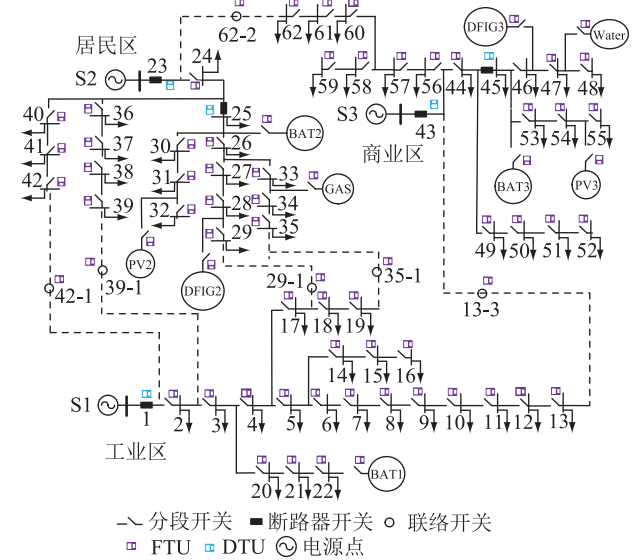 62-2 62 61 60
DFIG3 Water
居民区
S2 23 24
59 58 57 56 44 45 46 47 48
S3 43
商业区
40 36 25 BAT2
41 37 30 26
42 38 31 27 33 GAS
39 32 28 34
29 35
53 54 55
BAT3 PV3
49 50 51 52
PV2 DFIG2
42-1 39-1 29-1 35-1 13-3
17 18 19
14 15 16
S1 1 2 3 4 5 6 7 8 9 10 11 12 13
工业区
20 21 22 BAT1
分段开关 断路器开关 联络开关
FTU DTU 电源点